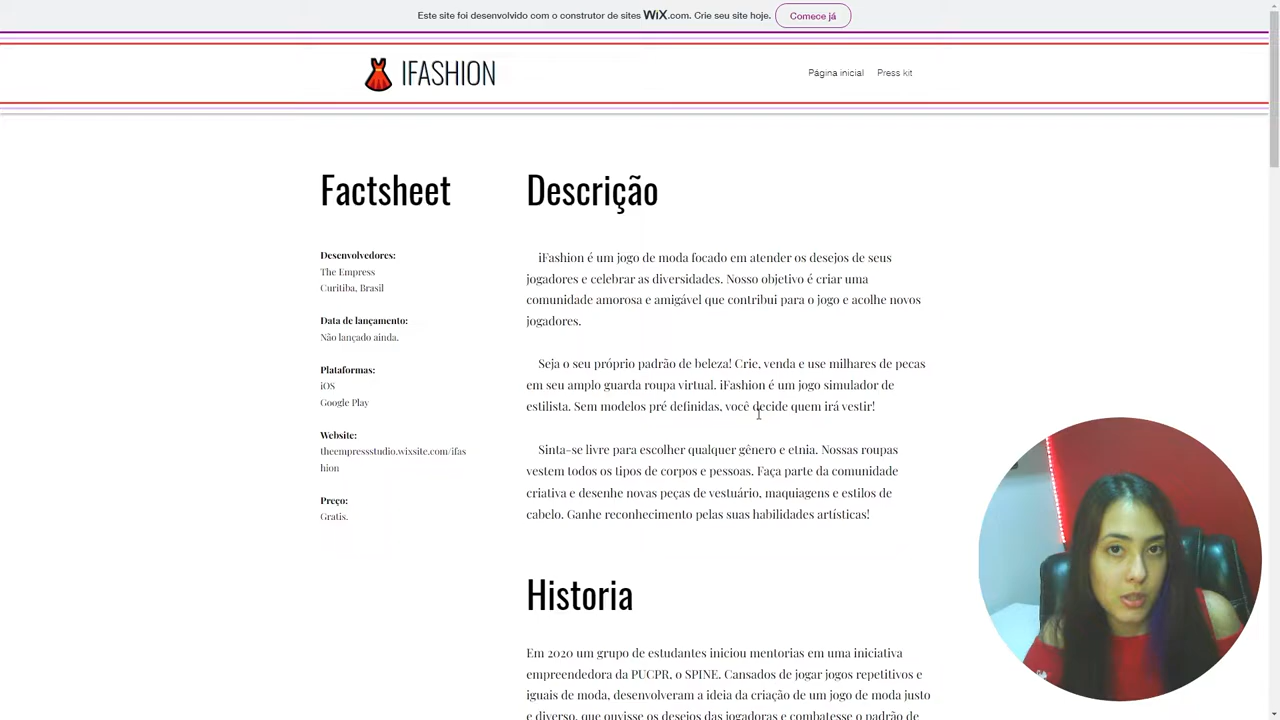 Este site foi desenvolvido com o construtor de sites WiX.com. Crie seu site hoje.
Comece já
IFASHION
Página inicial
Press kit
Factsheet
Desenvolvedores:
The Empress
Curitiba, Brasil
Data de lançamento:
Não lançado ainda.
Plataformas:
iOS
Google Play
Website:
theempressstudio.wixsite.com/ifas
hion
Preço:
Gratis.
Descrição
iFashion é um jogo de moda focado em atender os desejos de seus
jogadores e celebrar as diversidades. Nosso objetivo é criar uma
comunidade amorosa e amigável que contribui para o jogo e acolhe novos
jogadores.
Seja o seu próprio padrão de beleza! Crie, venda e use milhares de pecas
em seu amplo guarda roupa virtual. iFashion é um jogo simulador de
estilista. Sem modelos pré definidas, você decide quem irá vestir!
Sinta-se livre para escolher qualquer gênero e etnia. Nossas roupas
vestem todos os tipos de corpos e pessoas. Faça parte da comunidade
criativa e desenhe novas peças de vestuário, maquiagens e estilos de
cabelo. Ganhe reconhecimento pelas suas habilidades artísticas!
Historia
Em 2020 um grupo de estudantes iniciou mentorias em uma iniciativa
empreendedora da PUCPR, o SPINE. Cansados de jogar jogos repetitivos e
iguais de moda, desenvolveram a ideia da criação de um jogo de moda justo
e diverso, que ouvisse os desejos das jogadoras e combatesse o padrão de